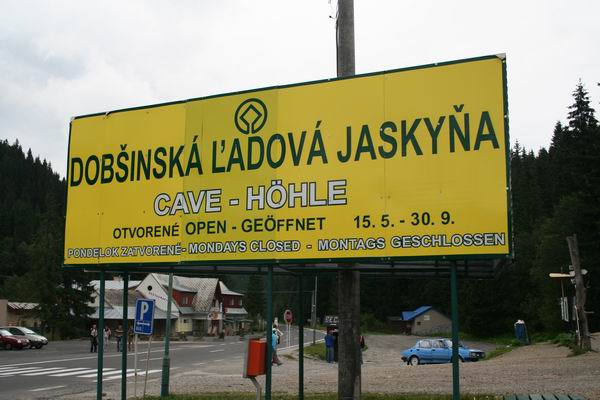 DOBŠINSKÁ ĽADOVÁ JASKYŇA
CAVE - HÖHLE
OTVORENÉ OPEN - GEÖFFNET 15.5. - 30.9.
PONDELOK ZATVORENÉ - MONDAYS CLOSED - MONTAGS GESCHLOSSEN
P